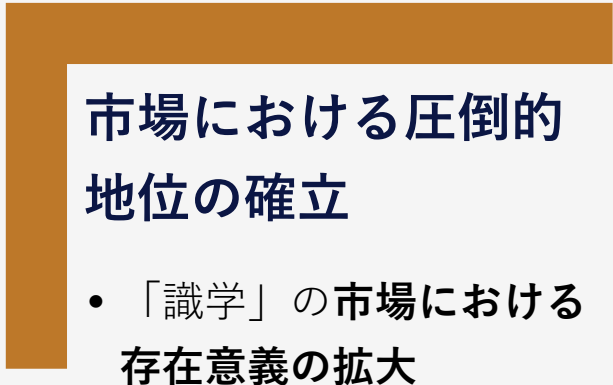 市場における圧倒的
地位の確立
• 「識学」の市場における
存在意義の拡大